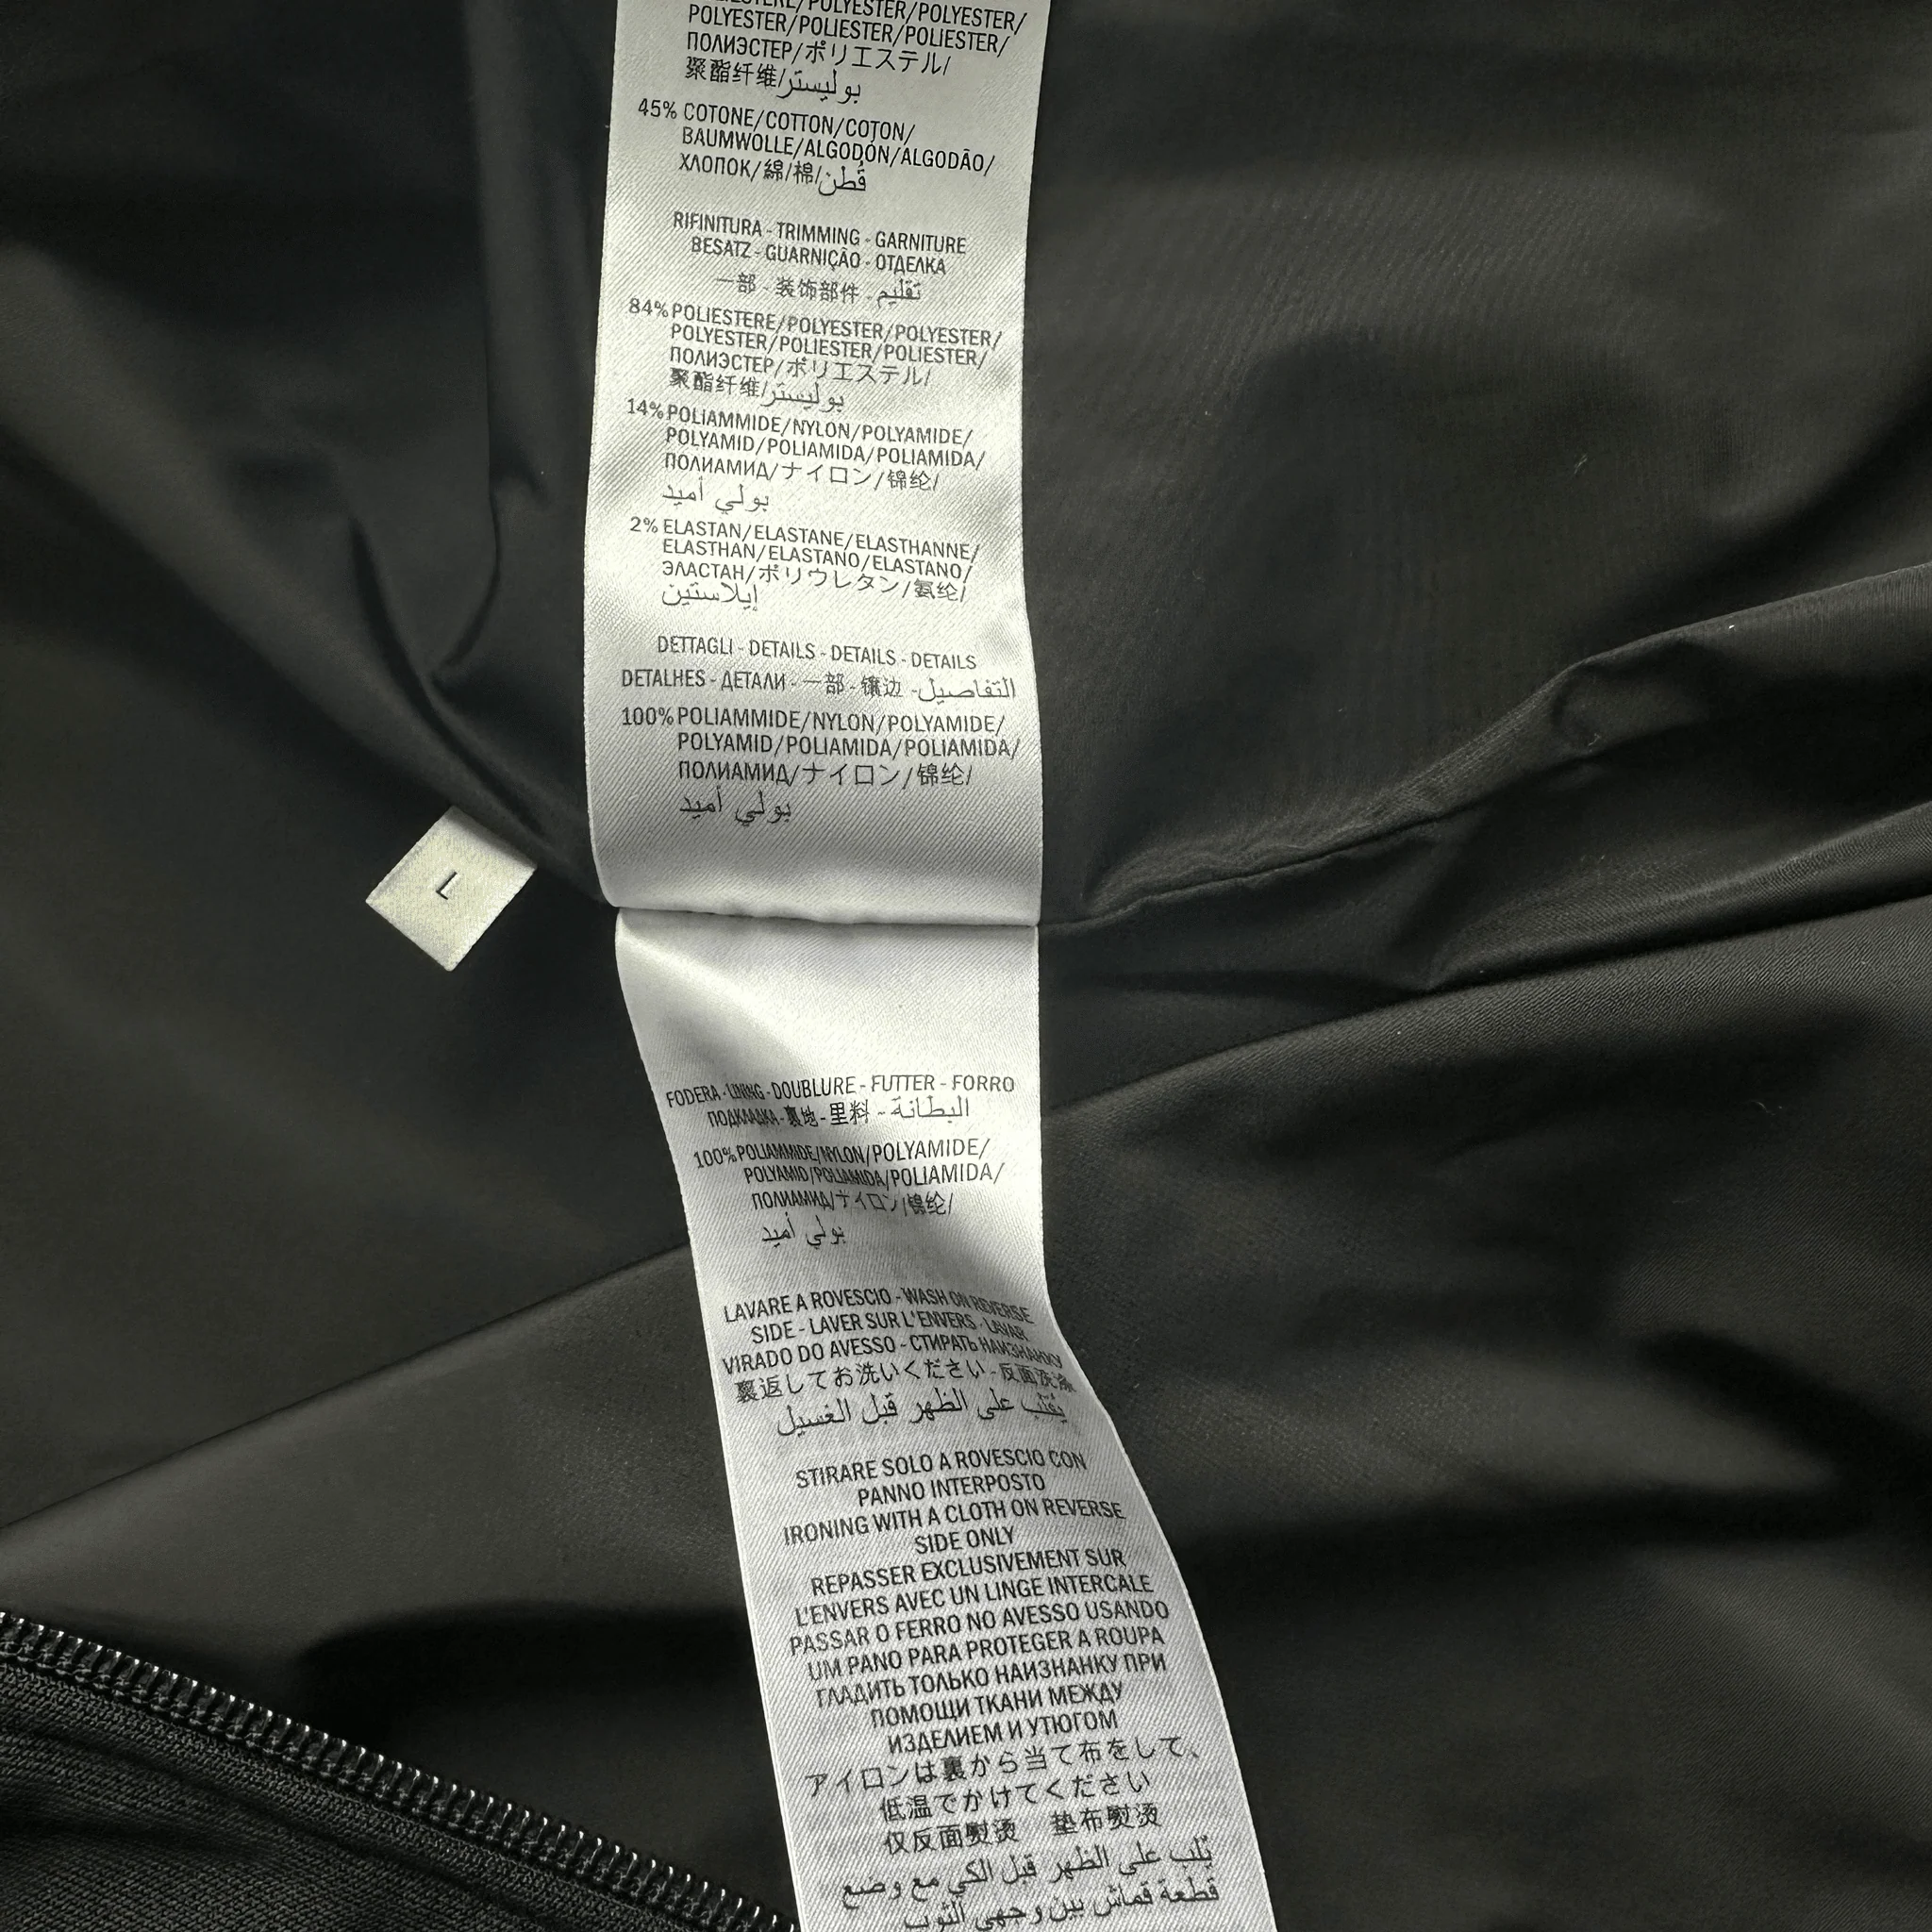 POLYESTER/POLYESTER/
POLYESTER/POLIESTER/POLIESTER/
ПОЛИЭСТЕР/ポリエステル/
聚酯纤维/بوليستر
45% COTONE/COTTON/COTON/
BAUMWOLLE/ALGODÓN/ALGODÃO/
ХЛОПОК/綿/棉/قطن
RIFINITURA - TRIMMING - GARNITURE
BESATZ - GUARNIÇÃO - ОТДЕЛКА
一部 - 装饰部件 - تقليم
84% POLIESTERE/POLYESTER/POLYESTER/
POLYESTER/POLIESTER/POLIESTER/
ПОЛИЭСТЕР/ポリエステル/
聚酯纤维/بوليستر
14% POLIAMMIDE/NYLON/POLYAMIDE/
POLYAMID/POLIAMIDA/POLIAMIDA/
ПОЛИАМИД/ナイロン/锦纶/
بولي أميد
2% ELASTAN/ELASTANE/ELASTHANNE/
ELASTHAN/ELASTANO/ELASTANO/
ЭЛАСТАН/ポリウレタン/氨纶/
إيلاستين
DETTAGLI - DETAILS - DETAILS - DETAILS
DETALHES - ДЕТАЛИ - 一部 - 镶边 - التفاصيل
100% POLIAMMIDE/NYLON/POLYAMIDE/
POLYAMID/POLIAMIDA/POLIAMIDA/
ПОЛИАМИД/ナイロン/锦纶/
بولي أميد
L
FODERA - LINING - DOUBLURE - FUTTER - FORRO
ПОДКЛАДКА - 裏地 - 里料 - البطانة
100% POLIAMMIDE/NYLON/POLYAMIDE/
POLYAMID/POLIAMIDA/POLIAMIDA/
ПОЛИАМИД/ナイロン/锦纶/
بولي أميد
LAVARE A ROVESCIO - WASH ON REVERSE
SIDE - LAVER SUR L'ENVERS - LAVAR
VIRADO DO AVESSO - СТИРАТЬ НАИЗНАНКУ
裏返してお洗いください - 反面洗涤
يقلب على الظهر قبل الغسيل
STIRARE SOLO A ROVESCIO CON
PANNO INTERPOSTO
IRONING WITH A CLOTH ON REVERSE
SIDE ONLY
REPASSER EXCLUSIVEMENT SUR
L'ENVERS AVEC UN LINGE INTERCALE
PASSAR O FERRO NO AVESSO USANDO
UM PANO PARA PROTEGER A ROUPA
ГЛАДИТЬ ТОЛЬКО НАИЗНАНКУ ПРИ
ПОМОЩИ ТКАНИ МЕЖДУ
ИЗДЕЛИЕМ И УТЮГОМ
アイロンは裏から当て布をして、
低温でかけてください
仅反面熨烫 垫布熨烫
يلب على الظهر قبل الكي مع وضع
قطعة قماش بين وجهي الثوب